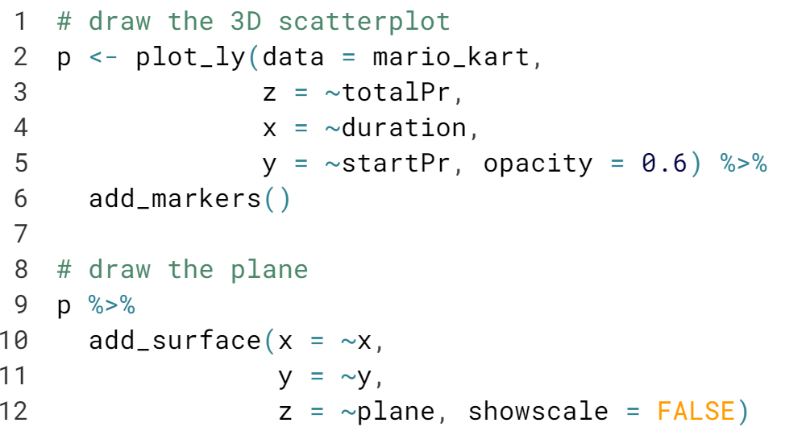 1 # draw the 3D scatterplot
2 p <- plot_ly(data = mario_kart,
3              z = ~totalPr,
4              x = ~duration,
5              y = ~startPr, opacity = 0.6) %>%
6   add_markers()
7
8 # draw the plane
9 p %>%
10   add_surface(x = ~x,
11               y = ~y,
12               z = ~plane, showscale = FALSE)